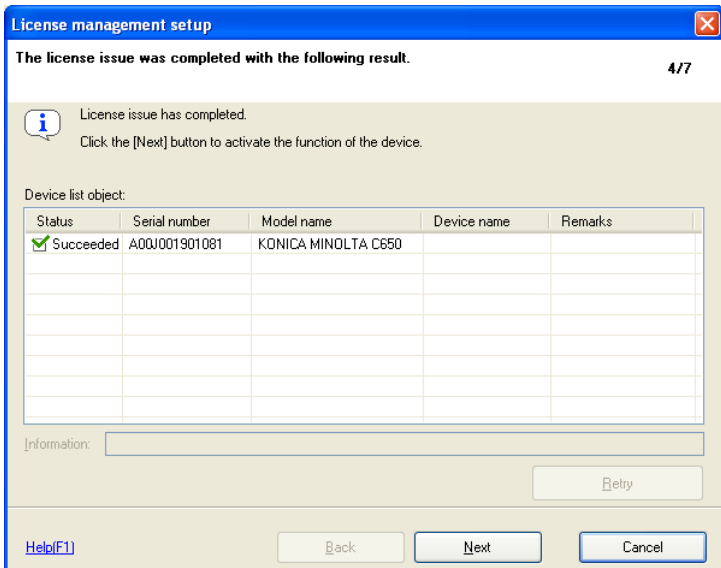 License management setup
The license issue was completed with the following result.
4/7
License issue has completed.
Click the [Next] button to activate the function of the device.
Device list object:
Status Serial number Model name Device name Remarks
Succeeded A00J001901081 KONICA MINOLTA C650
Information:
Retry
Help(F1) Back Next Cancel